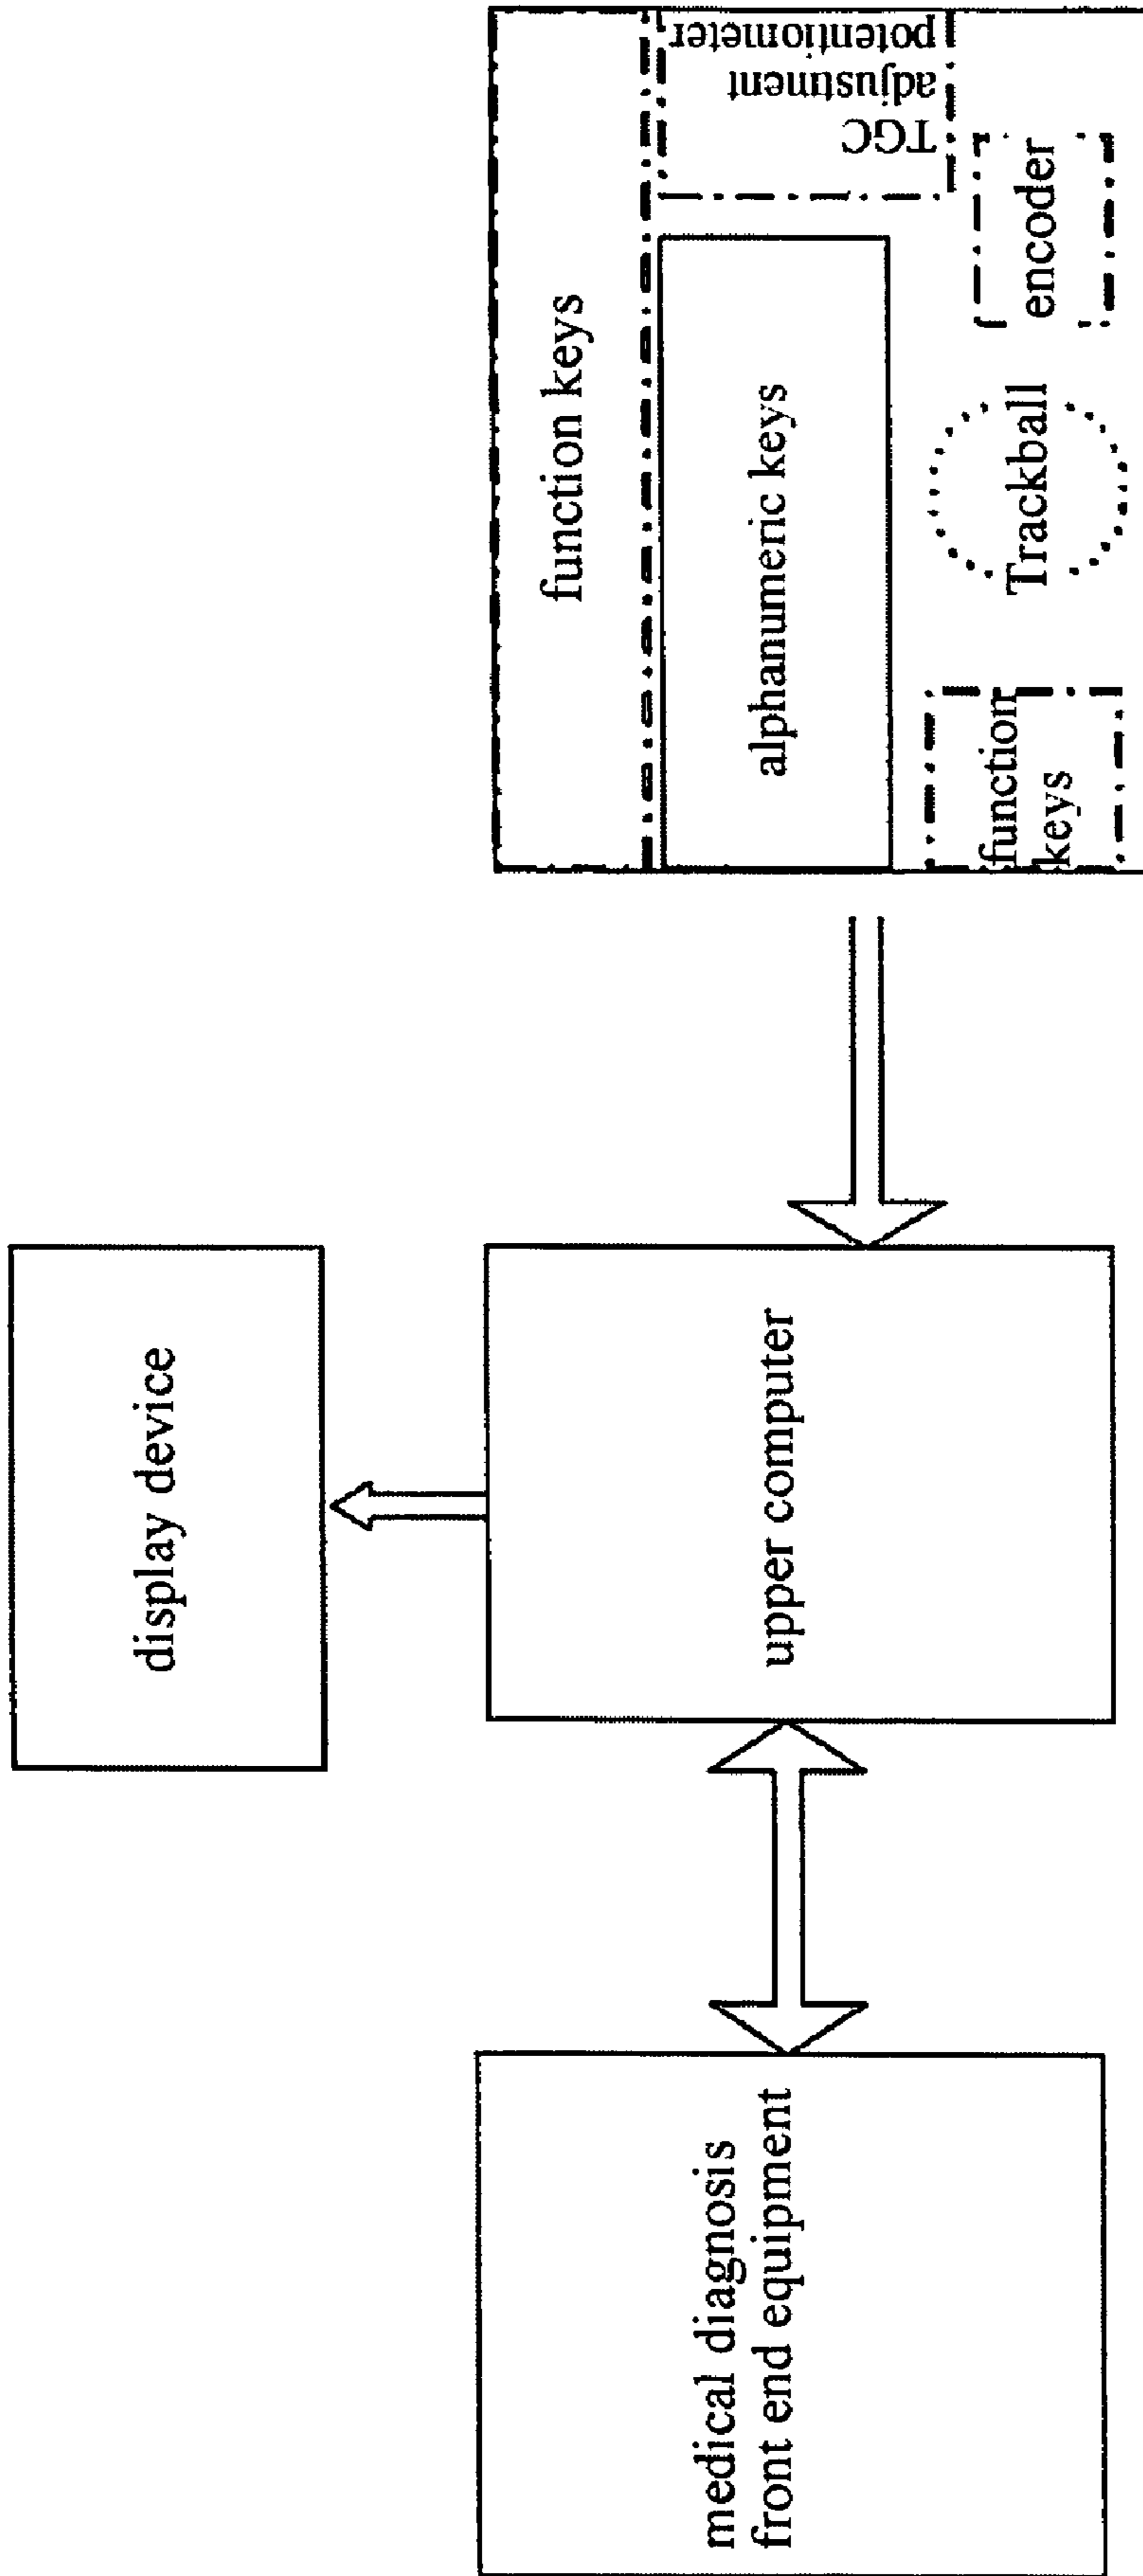 display device
medical diagnosis
front end equipment
upper computer
function keys
alphanumeric keys
TGC
adjustment
potentiometer
function
keys
Trackball
encoder